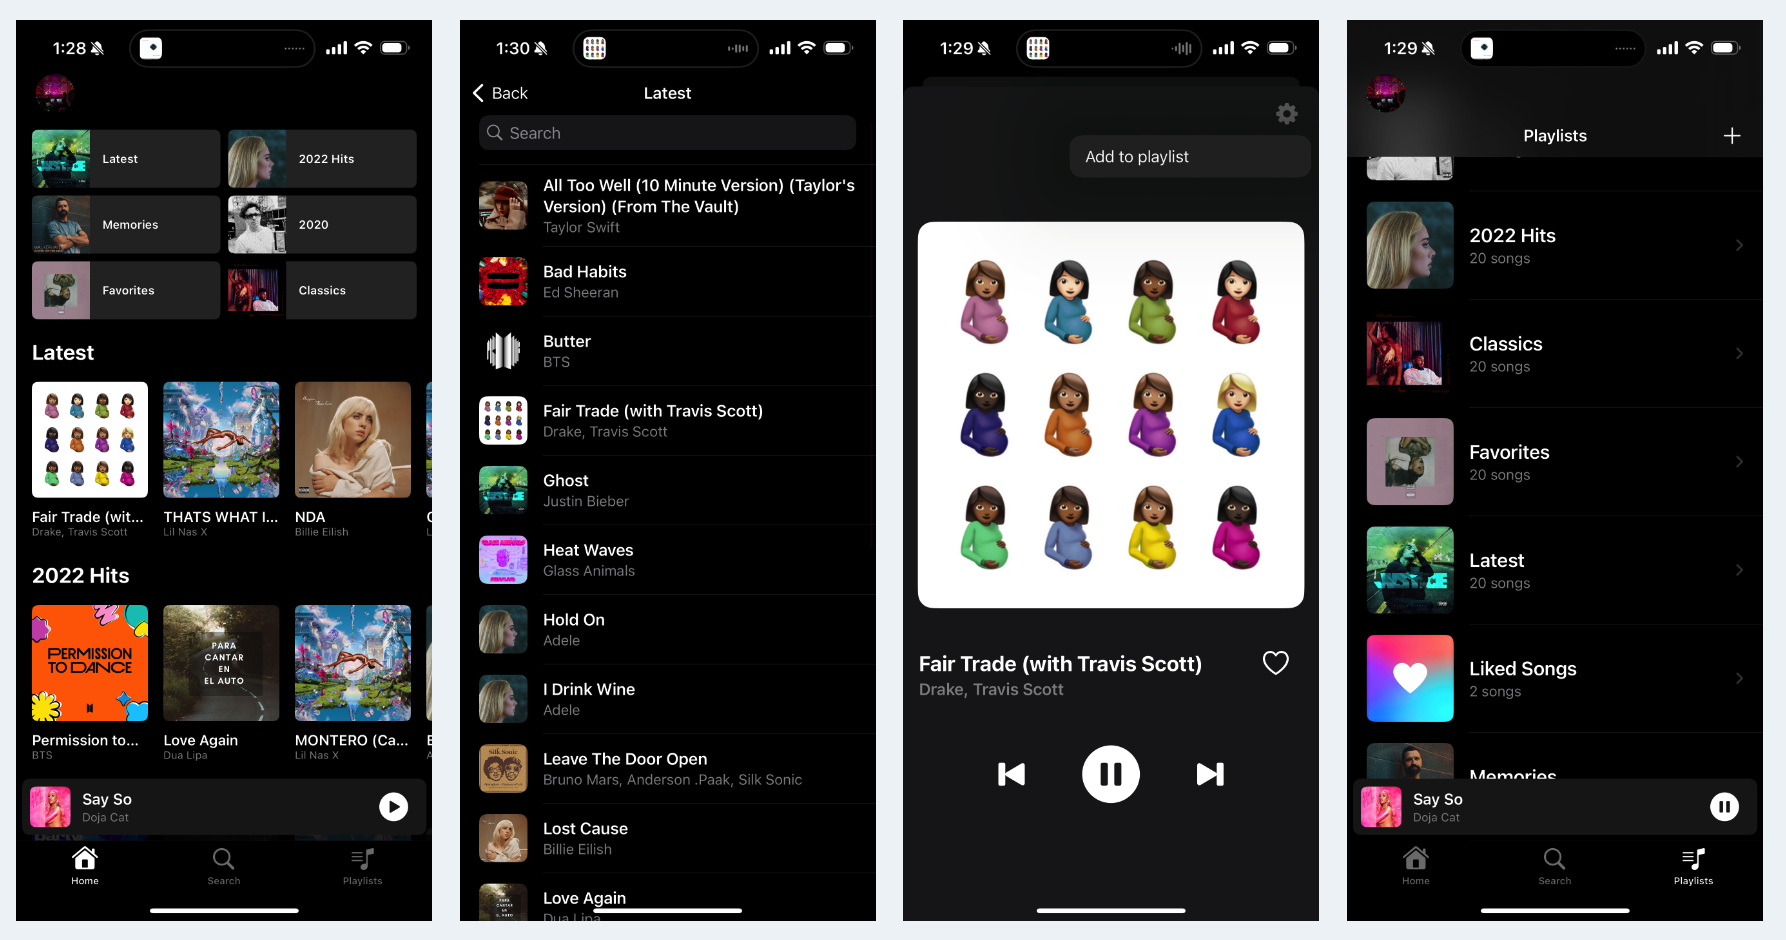 1:28
Latest
2022 Hits
Memories
2020
Favorites
Classics
Latest
Fair Trade (wit...
Drake, Travis Scott
THATS WHAT I...
Lil Nas X
NDA
Billie Eilish
2022 Hits
PERMISSION
TO DANCE
PARA
CANTAR
EN
EL AUTO
Permission to...
BTS
Love Again
Dua Lipa
MONTERO (Ca...
Lil Nas X
Say So
Doja Cat
Home
Search
Playlists
1:30
Back
Latest
Search
All Too Well (10 Minute Version) (Taylor's
Version) (From The Vault)
Taylor Swift
Bad Habits
Ed Sheeran
Butter
BTS
Fair Trade (with Travis Scott)
Drake, Travis Scott
Ghost
Justin Bieber
Heat Waves
Glass Animals
Hold On
Adele
I Drink Wine
Adele
Silk Sonic
Leave The Door Open
Bruno Mars, Anderson .Paak, Silk Sonic
Lost Cause
Billie Eilish
PARA
CANTAR
EN
EL AUTO
Love Again
Dua Lipa
1:29
Add to playlist
Fair Trade (with Travis Scott)
Drake, Travis Scott
1:29
Playlists
2022 Hits
20 songs
Classics
20 songs
Favorites
20 songs
Latest
20 songs
Liked Songs
2 songs
Memories
Say So
Doja Cat
Home
Search
Playlists